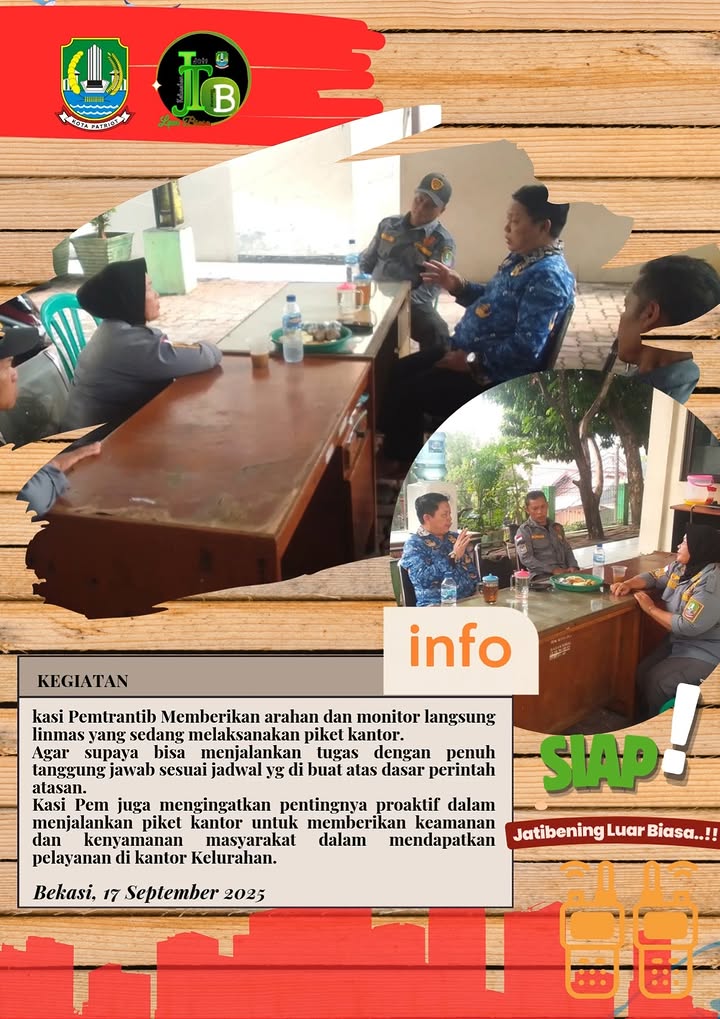 KOTA PATRIOT
JTB
info
KEGIATAN
kasi Pemtrantib Memberikan arahan dan monitor langsung
linmas yang sedang melaksanakan piket kantor.
Agar supaya bisa menjalankan tugas dengan penuh
tanggung jawab sesuai jadwal yg di buat atas dasar perintah
atasan.
Kasi Pem juga mengingatkan pentingnya proaktif dalam
menjalankan piket kantor untuk memberikan keamanan
dan kenyamanan masyarakat dalam mendapatkan
pelayanan di kantor Kelurahan.
Bekasi, 17 September 2025
SIAP!
Jatibening Luar Biasa..!!